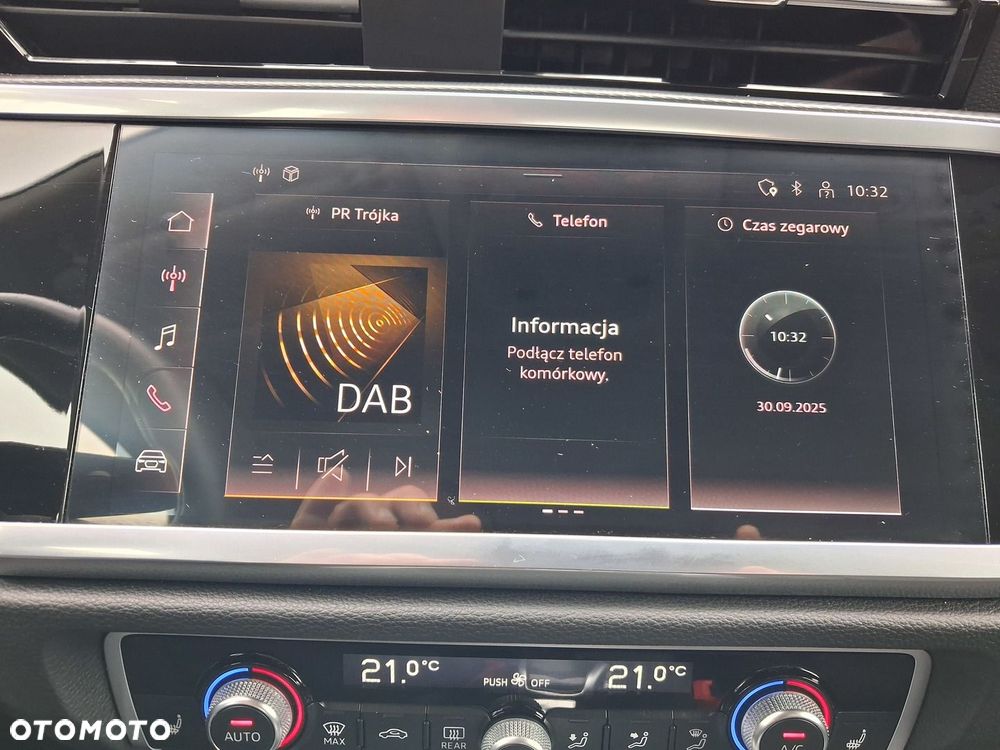 10:32
PR Trójka
Telefon
Czas zegarowy
DAB
Informacja
Podłącz telefon
komórkowy.
10:32
30.09.2025
21.0°C
PUSH OFF
21.0°C
AUTO
MAX
REAR
A/C
OTOMOTO